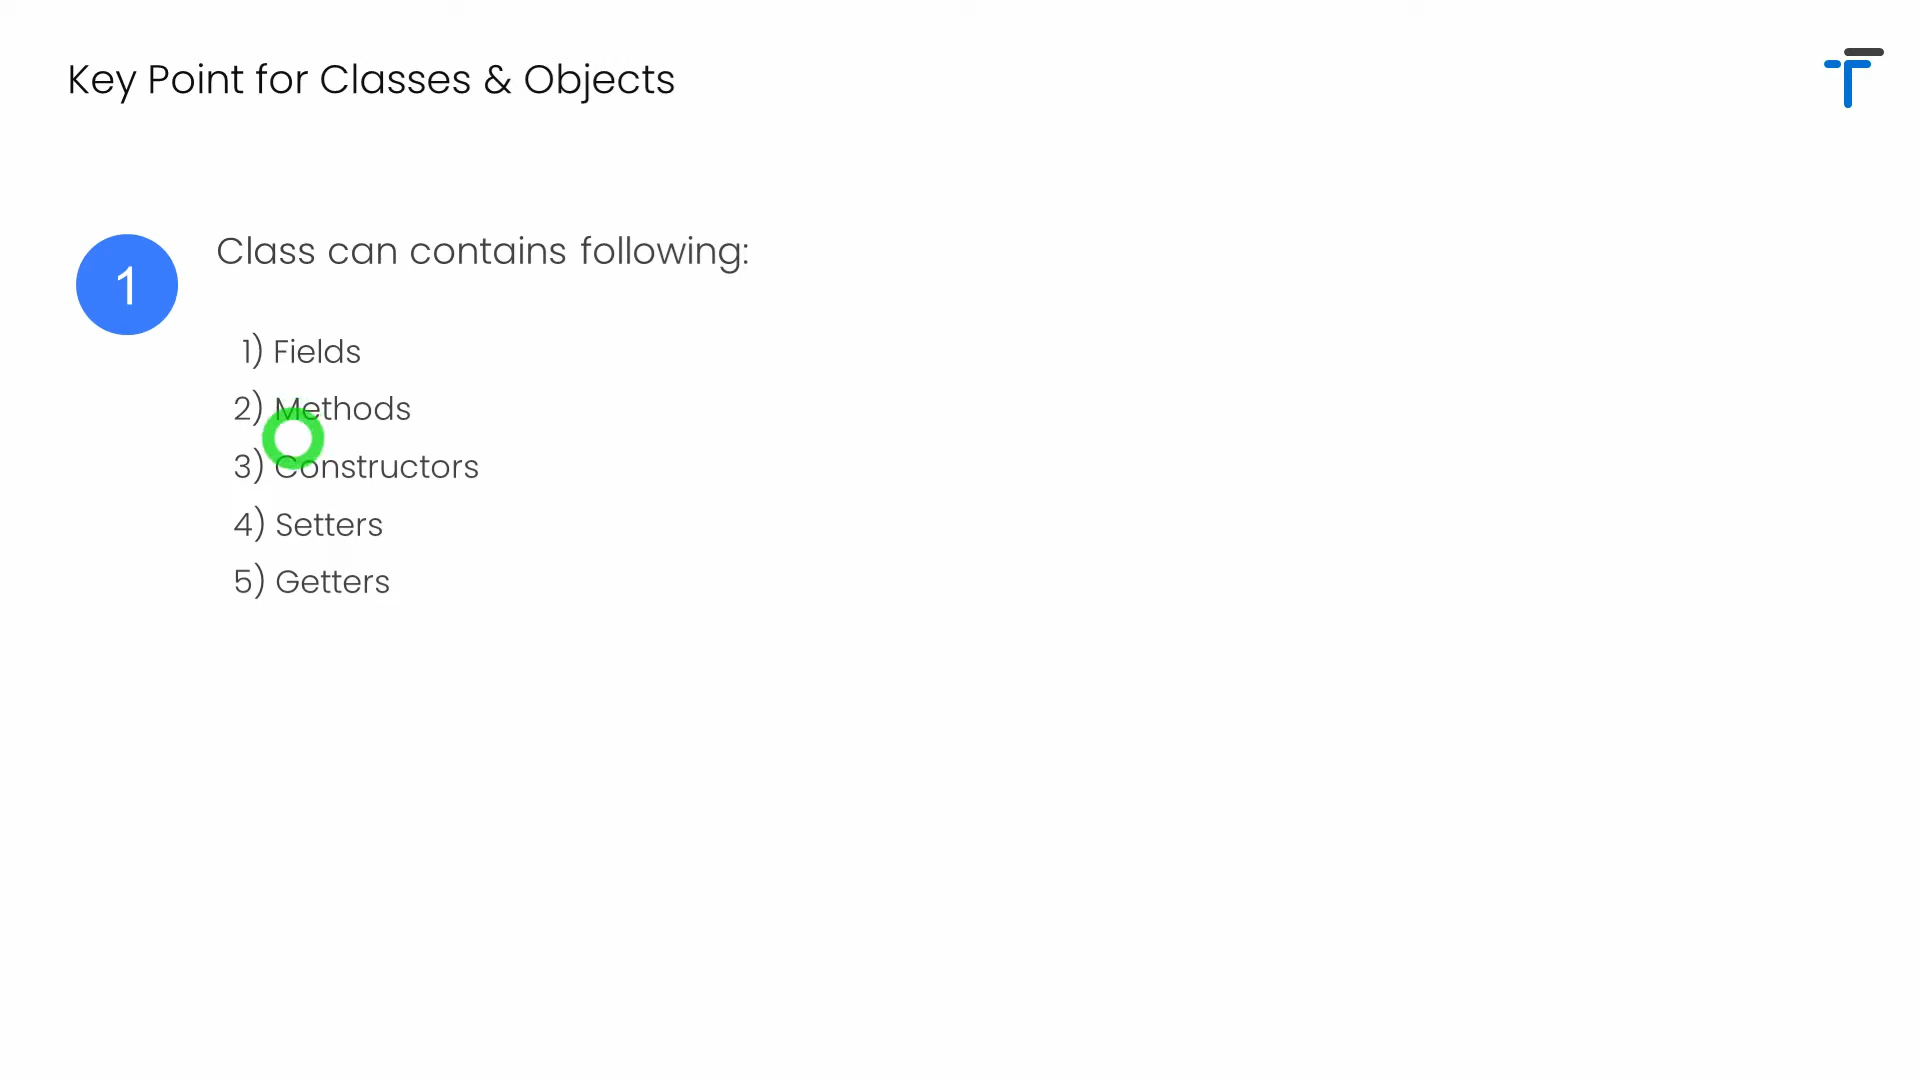 Key Point for Classes & Objects
1
Class can contains following:
1) Fields
2) Methods
3) Constructors
4) Setters
5) Getters